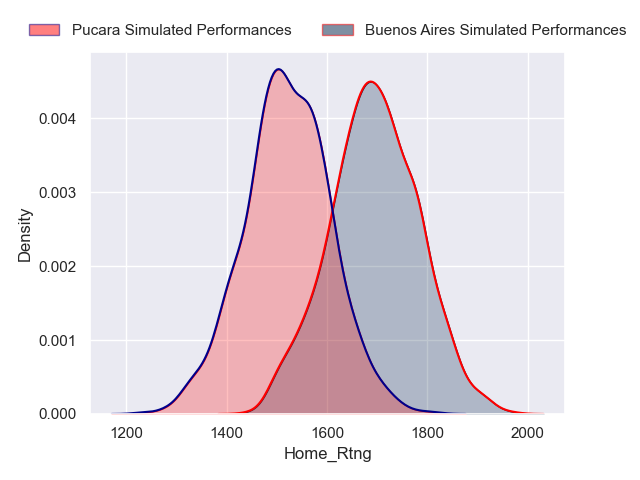 Pucara Simulated Performances
Buenos Aires Simulated Performances
0.004
0.003
0.002
0.001
0.000
Density
1200 1400 1600 1800 2000
Home_Rtng